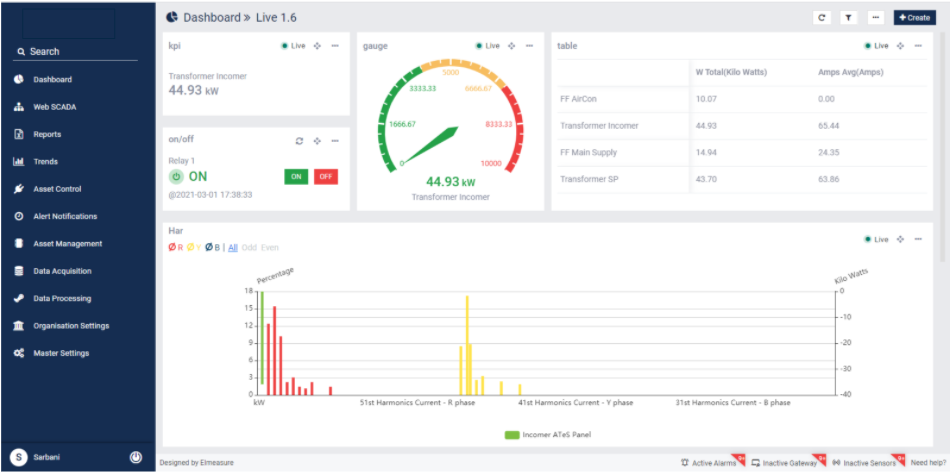 Search
Dashboard
Web SCADA
Reports
Trends
Asset Control
Alert Notifications
Asset Management
Data Acquisition
Data Processing
Organisation Settings
Master Settings
S Sarbani
Dashboard » Live 1.6
+ Create
kpi Live
Transformer Incomer
44.93 kW
on/off
Relay 1
ON
ON OFF
@2021-03-01 17:38:33
gauge Live
5000
3333.33 6666.67
1666.67 8333.33
0 10000
44.93 kW
Transformer Incomer
table Live
W Total(Kilo Watts) Amps Avg(Amps)
FF AirCon 10.07 0.00
Transformer Incomer 44.93 65.44
FF Main Supply 14.94 24.35
Transformer SP 43.70 63.86
Har Live
Ø R Ø Y Ø B | All Odd Even
Percentage Kilo Watts
18 0
15 -10
12
9 -20
6 -30
3
0 -40
kW 51st Harmonics Current - R phase 41st Harmonics Current - Y phase 31st Harmonics Current - B phase
Incomer ATeS Panel
Designed by Elmeasure Active Alarms 9+ Inactive Gateway 9+ Inactive Sensors 9+ Need help?